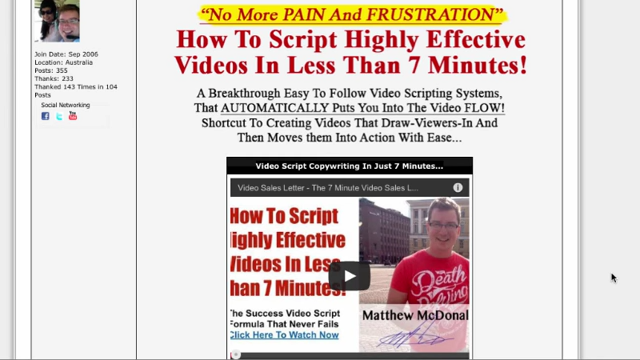 “No More PAIN And FRUSTRATION”
How To Script Highly Effective
Videos In Less Than 7 Minutes!
Join Date: Sep 2006
Location: Australia
Posts: 355
Thanks: 233
Thanked 143 Times in 104
Posts
Social Networking
A Breakthrough Easy To Follow Video Scripting Systems,
That AUTOMATICALLY Puts You Into The Video FLOW!
Shortcut To Creating Videos That Draw-Viewers-In And
Then Moves them Into Action With Ease...
Video Script Copywriting In Just 7 Minutes...
Video Sales Letter - The 7 Minute Video Sales L...
How To Script
Highly Effective
Videos In Less
han 7 Minutes!
The Success Video Script
Formula That Never Fails
Click Here To Watch Now
Death
Matthew McDonal